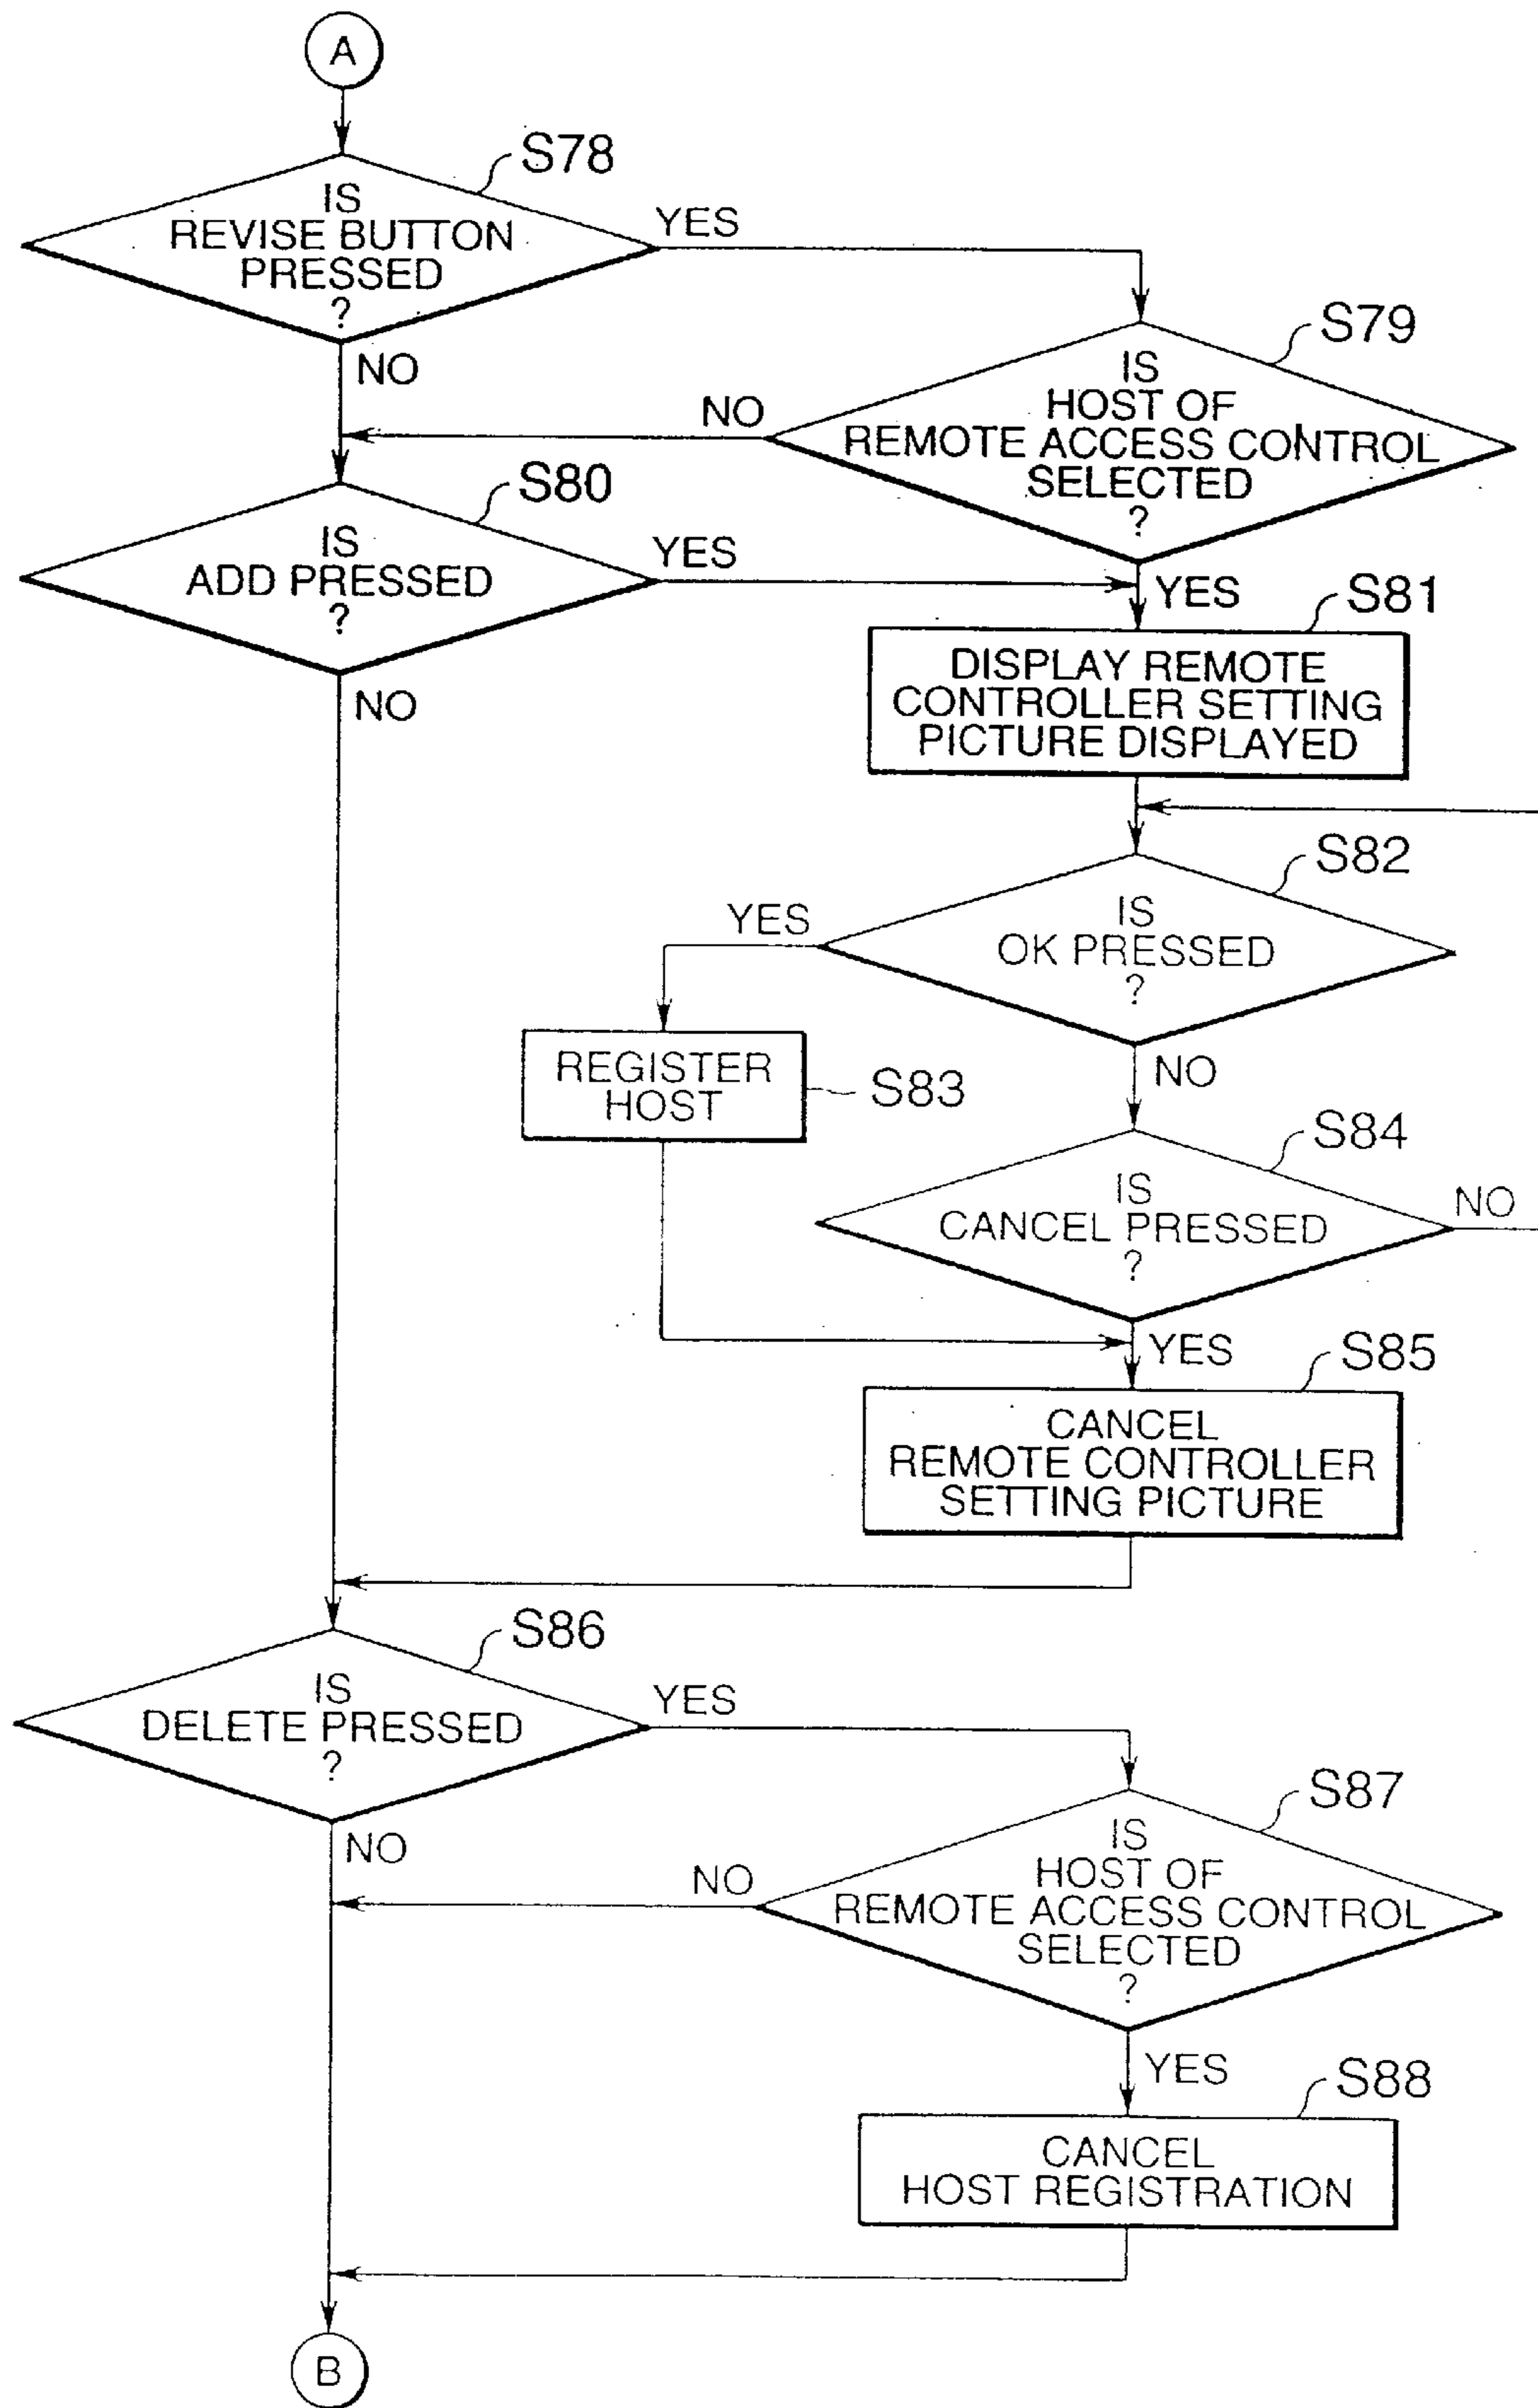 A
S78
IS
REVISE BUTTON
PRESSED
?
YES
NO
S79
IS
HOST OF
REMOTE ACCESS CONTROL
SELECTED
?
NO
YES
S80
IS
ADD PRESSED
?
YES
NO
S81
DISPLAY REMOTE
CONTROLLER SETTING
PICTURE DISPLAYED
S82
IS
OK PRESSED
?
YES
NO
REGISTER
HOST
S83
S84
IS
CANCEL PRESSED
?
NO
YES
S85
CANCEL
REMOTE CONTROLLER
SETTING PICTURE
S86
IS
DELETE PRESSED
?
YES
NO
S87
IS
HOST OF
REMOTE ACCESS CONTROL
SELECTED
?
NO
YES
S88
CANCEL
HOST REGISTRATION
B